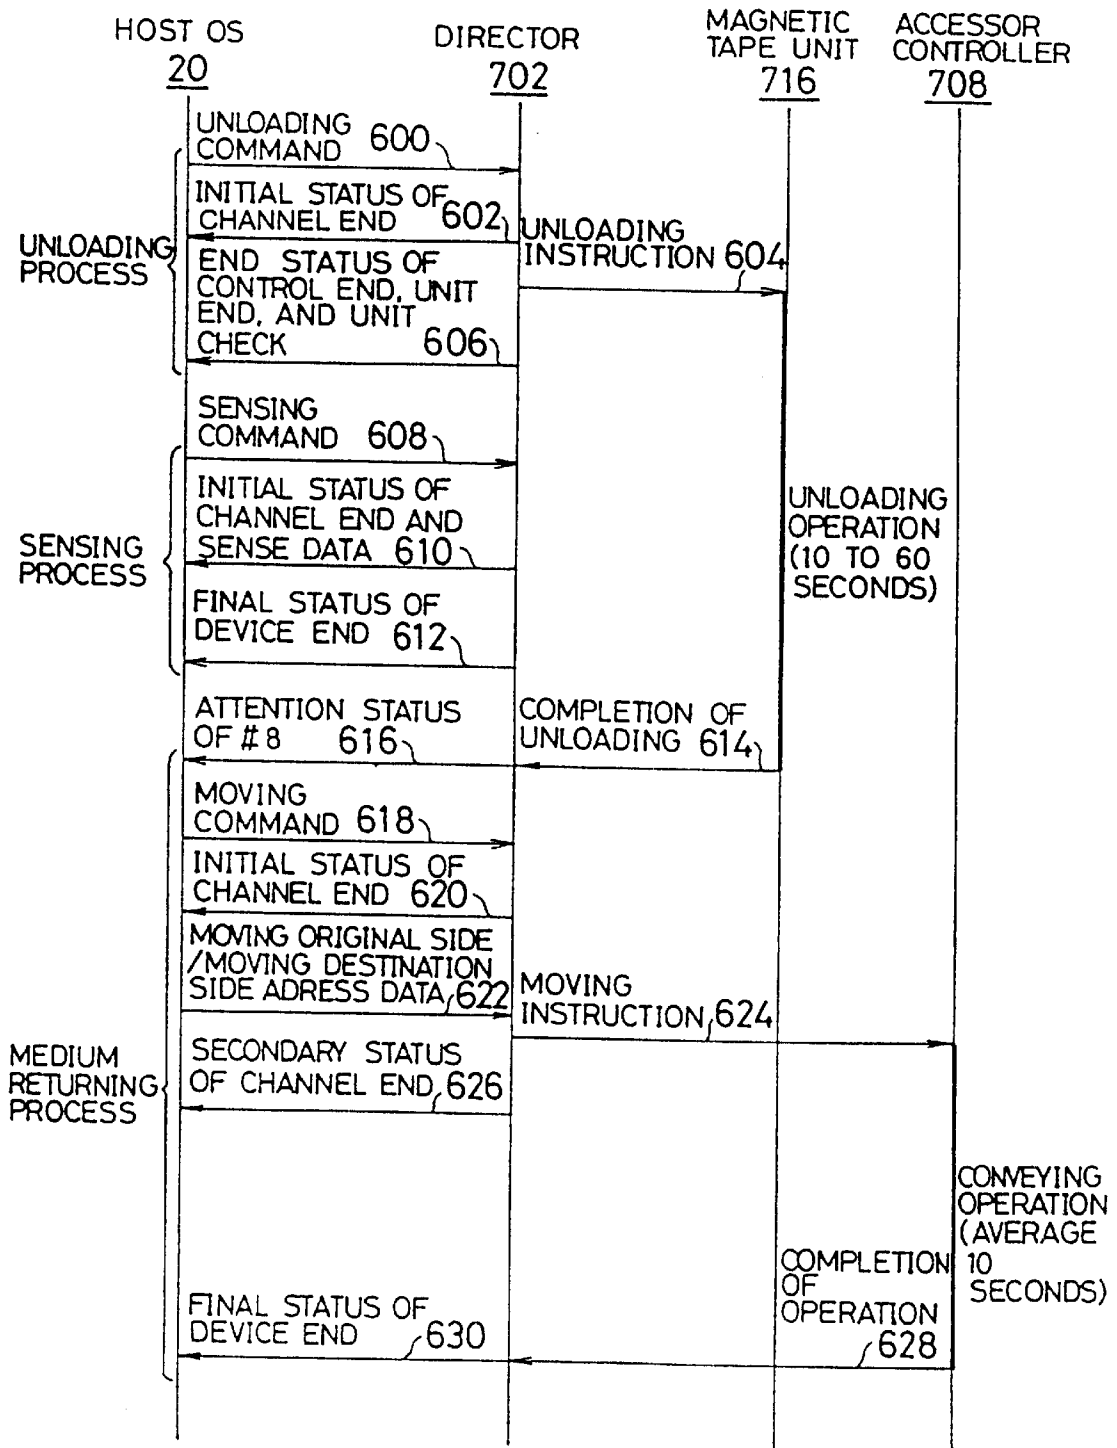 HOST OS
20
DIRECTOR
702
MAGNETIC
TAPE UNIT
716
ACCESSOR
CONTROLLER
708
UNLOADING
COMMAND 600
INITIAL STATUS OF
CHANNEL END 602
UNLOADING
INSTRUCTION 604
UNLOADING
PROCESS
END STATUS OF
CONTROL END, UNIT
END, AND UNIT
CHECK 606
SENSING
COMMAND 608
INITIAL STATUS OF
CHANNEL END AND
SENSE DATA 610
SENSING
PROCESS
UNLOADING
OPERATION
(10 TO 60
SECONDS)
FINAL STATUS OF
DEVICE END 612
ATTENTION STATUS
OF #8 616
COMPLETION OF
UNLOADING 614
MOVING
COMMAND 618
INITIAL STATUS OF
CHANNEL END 620
MOVING ORIGINAL SIDE
/MOVING DESTINATION
SIDE ADRESS DATA 622
MOVING
INSTRUCTION 624
MEDIUM
RETURNING
PROCESS
SECONDARY STATUS
OF CHANNEL END 626
CONVEYING
OPERATION
(AVERAGE
10
SECONDS)
COMPLETION
OF
OPERATION
628
FINAL STATUS OF
DEVICE END 630